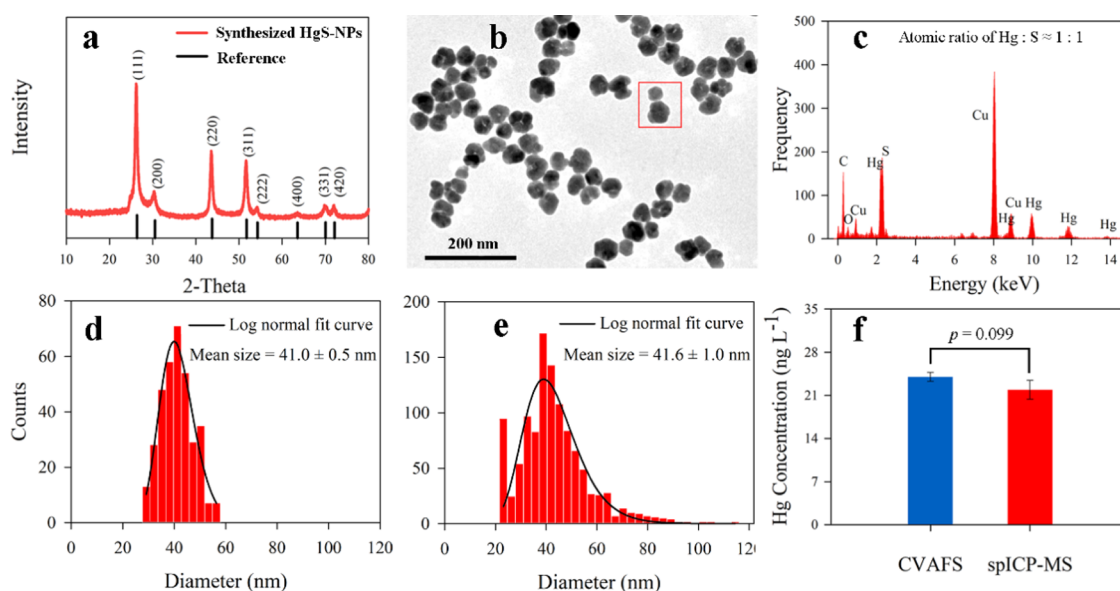 a
Synthesized HgS-NPs
Reference
Intensity
(111)
(200)
(220)
(311)
(222)
(400)
(331)
(420)
10 20 30 40 50 60 70 80
2-Theta
b
200 nm
c
Atomic ratio of Hg : S ≈ 1 : 1
Frequency
500
400
300
200
100
0
C
O
Cu
Hg
S
Cu
Hg
Cu
Hg
Hg
Hg
0 2 4 6 8 10 12 14
Energy (keV)
d
Log normal fit curve
Mean size = 41.0 ± 0.5 nm
Counts
80
60
40
20
0
0 20 40 60 80 100 120
Diameter (nm)
e
Log normal fit curve
Mean size = 41.6 ± 1.0 nm
200
150
100
50
0
0 20 40 60 80 100 12
Diameter (nm)
f
p = 0.099
Hg Concentration (ng L⁻¹)
35
28
21
14
7
0
CVAFS spICP-MS